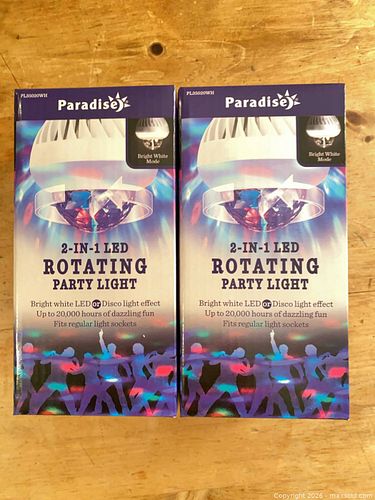 PLS5020WH
Paradise
Bright White
Mode
2-IN-1 LED
ROTATING
PARTY LIGHT
Bright white LED or Disco light effect
Up to 20,000 hours of dazzling fun
Fits regular light sockets
PLS5020WH
Paradise
Bright White
Mode
2-IN-1 LED
ROTATING
PARTY LIGHT
Bright white LED or Disco light effect
Up to 20,000 hours of dazzling fun
Fits regular light sockets